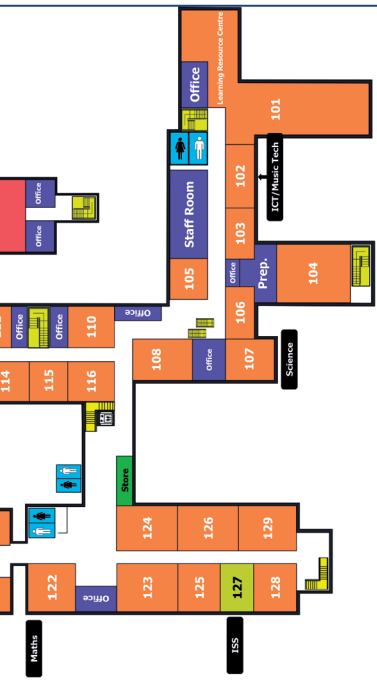 Learning Resource Centre
Office
101
102
ICT/Music Tech
Staff Room
103
Office
Office
Office
Prep.
104
105
106
Office
Office
Office
110
108
Office
107
Science
114
115
116
Store
124
126
129
122
Office
123
125
127
128
Maths
ISS